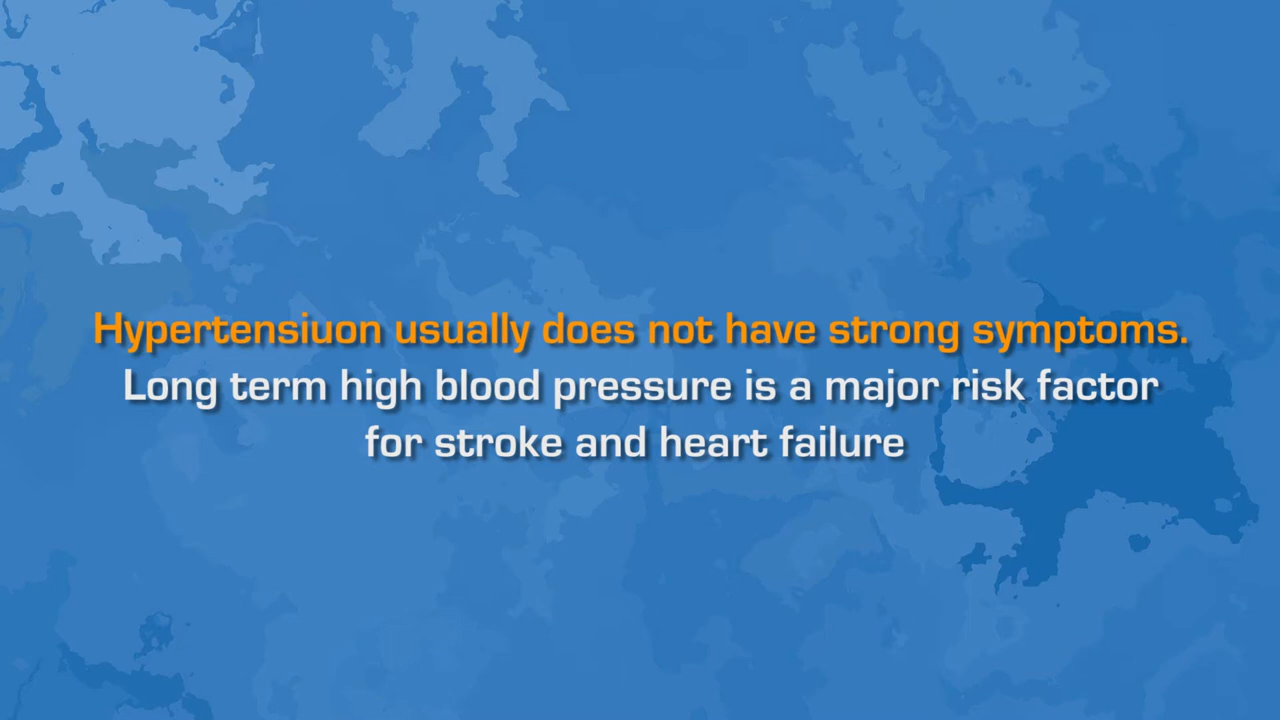 Hypertensiuon usually does not have strong symptoms.
Long term high blood pressure is a major risk factor
for stroke and heart failure